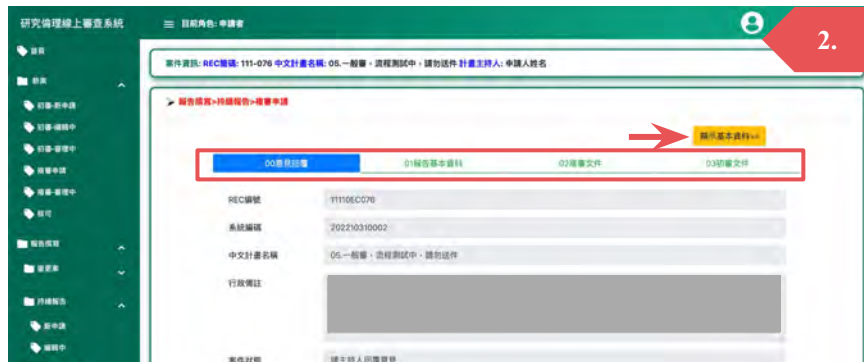 研究倫理線上審查系統
目前角色: 申請者
2.
首頁
案件資訊: REC簡碼: 111-076 中文計畫名稱: 05.一般審、流程測試中、請勿送件 計畫主持人: 申請人姓名
新案
報告填寫>持續報告>複審申請
初審-新申請
初審-編輯中
顯示基本資料
初審-審理中
00意見回覆 01報告基本資料 02複審文件 03初審文件
複審申請
複審-審理中
REC編號 11110EC076
核可
系統編碼 202210310002
報告填寫
中文計畫名稱 05.一般審、流程測試中、請勿送件
變更案
行政備註
持續報告
新申請
編輯中
案件狀態 請主持人回覆意見